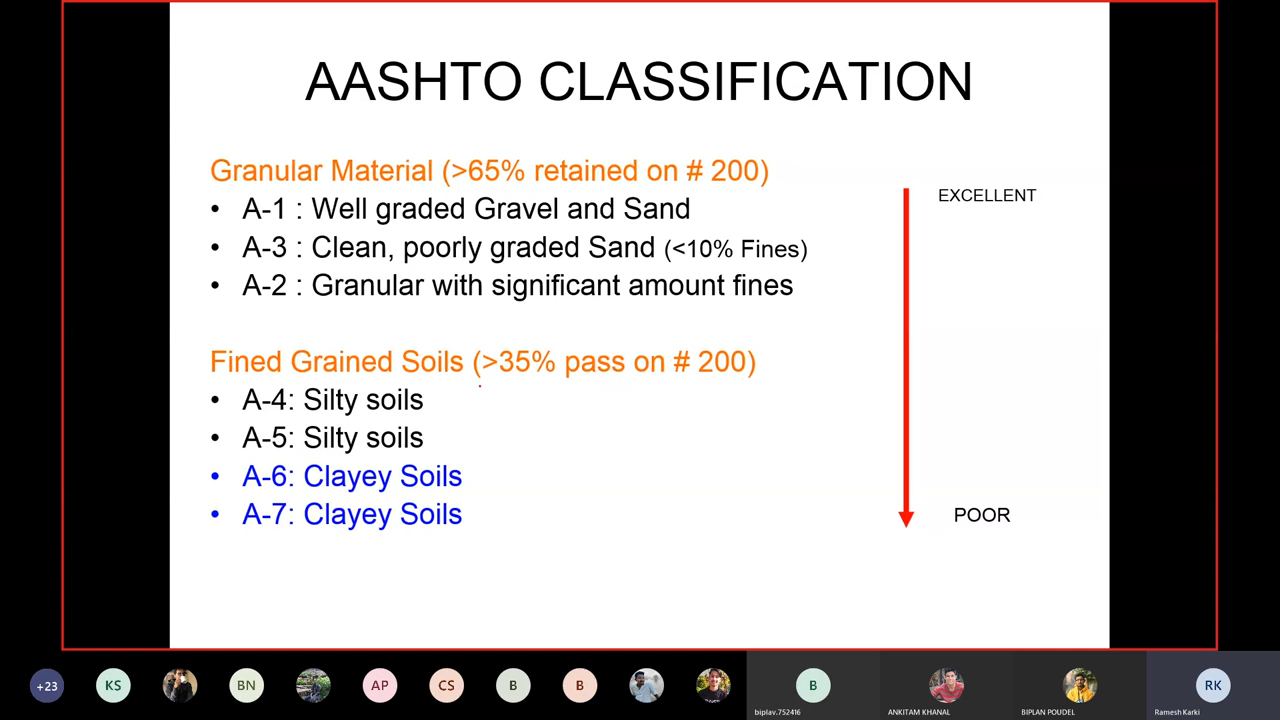 AASHTO CLASSIFICATION
Granular Material (>65% retained on # 200)
• A-1 : Well graded Gravel and Sand
• A-3 : Clean, poorly graded Sand (<10% Fines)
• A-2 : Granular with significant amount fines
EXCELLENT
Fined Grained Soils (>35% pass on # 200)
• A-4: Silty soils
• A-5: Silty soils
• A-6: Clayey Soils
• A-7: Clayey Soils
POOR
+23
KS
BN
AP
CS
B
B
B
RK
biplav.752416
ANKITAM KHANAL
BIPLAN POUDEL
Ramesh Karki